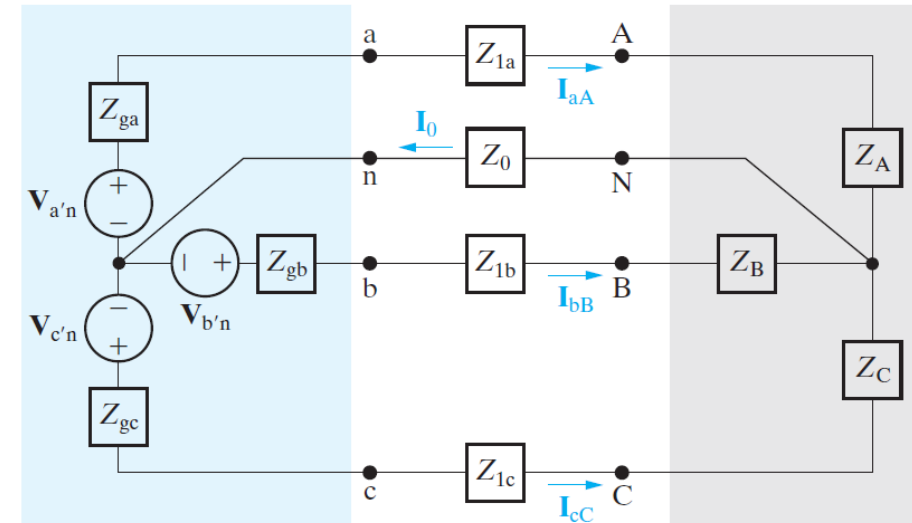 a
Z1a
A
IaA
Zga
I0
Z0
n
N
ZA
+
Va′n
−
− +
Vb′n
Zgb
b
Z1b
B
IbB
ZB
−
Vc′n
+
Zgc
ZC
c
Z1c
C
IcC